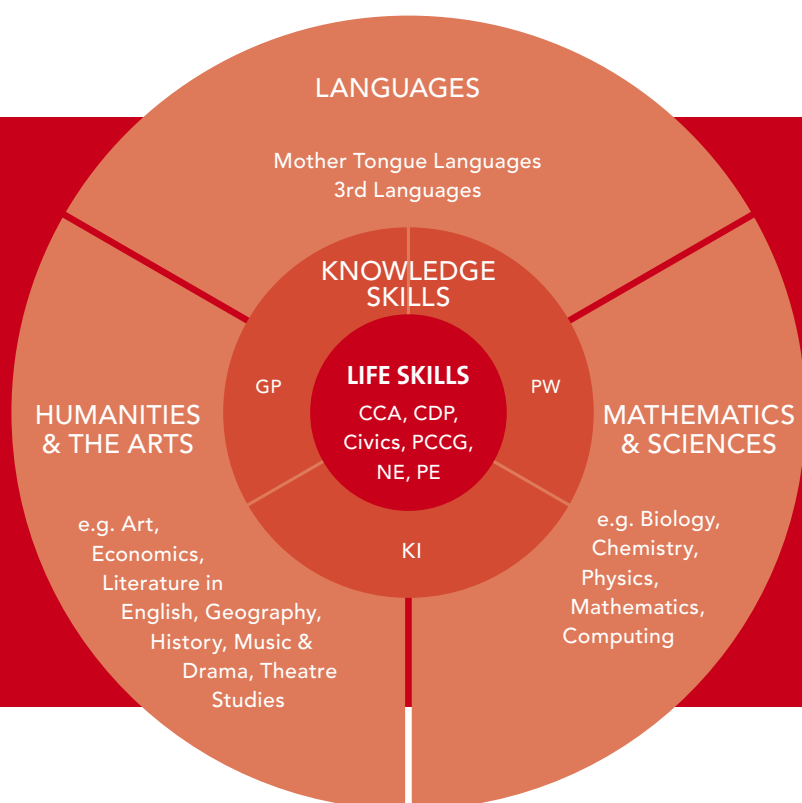 LANGUAGES
Mother Tongue Languages
3rd Languages
KNOWLEDGE
SKILLS
GP
PW
KI
LIFE SKILLS
CCA, CDP,
Civics, PCCG,
NE, PE
HUMANITIES
& THE ARTS
e.g. Art,
Economics,
Literature in
English, Geography,
History, Music &
Drama, Theatre
Studies
MATHEMATICS
& SCIENCES
e.g. Biology,
Chemistry,
Physics,
Mathematics,
Computing